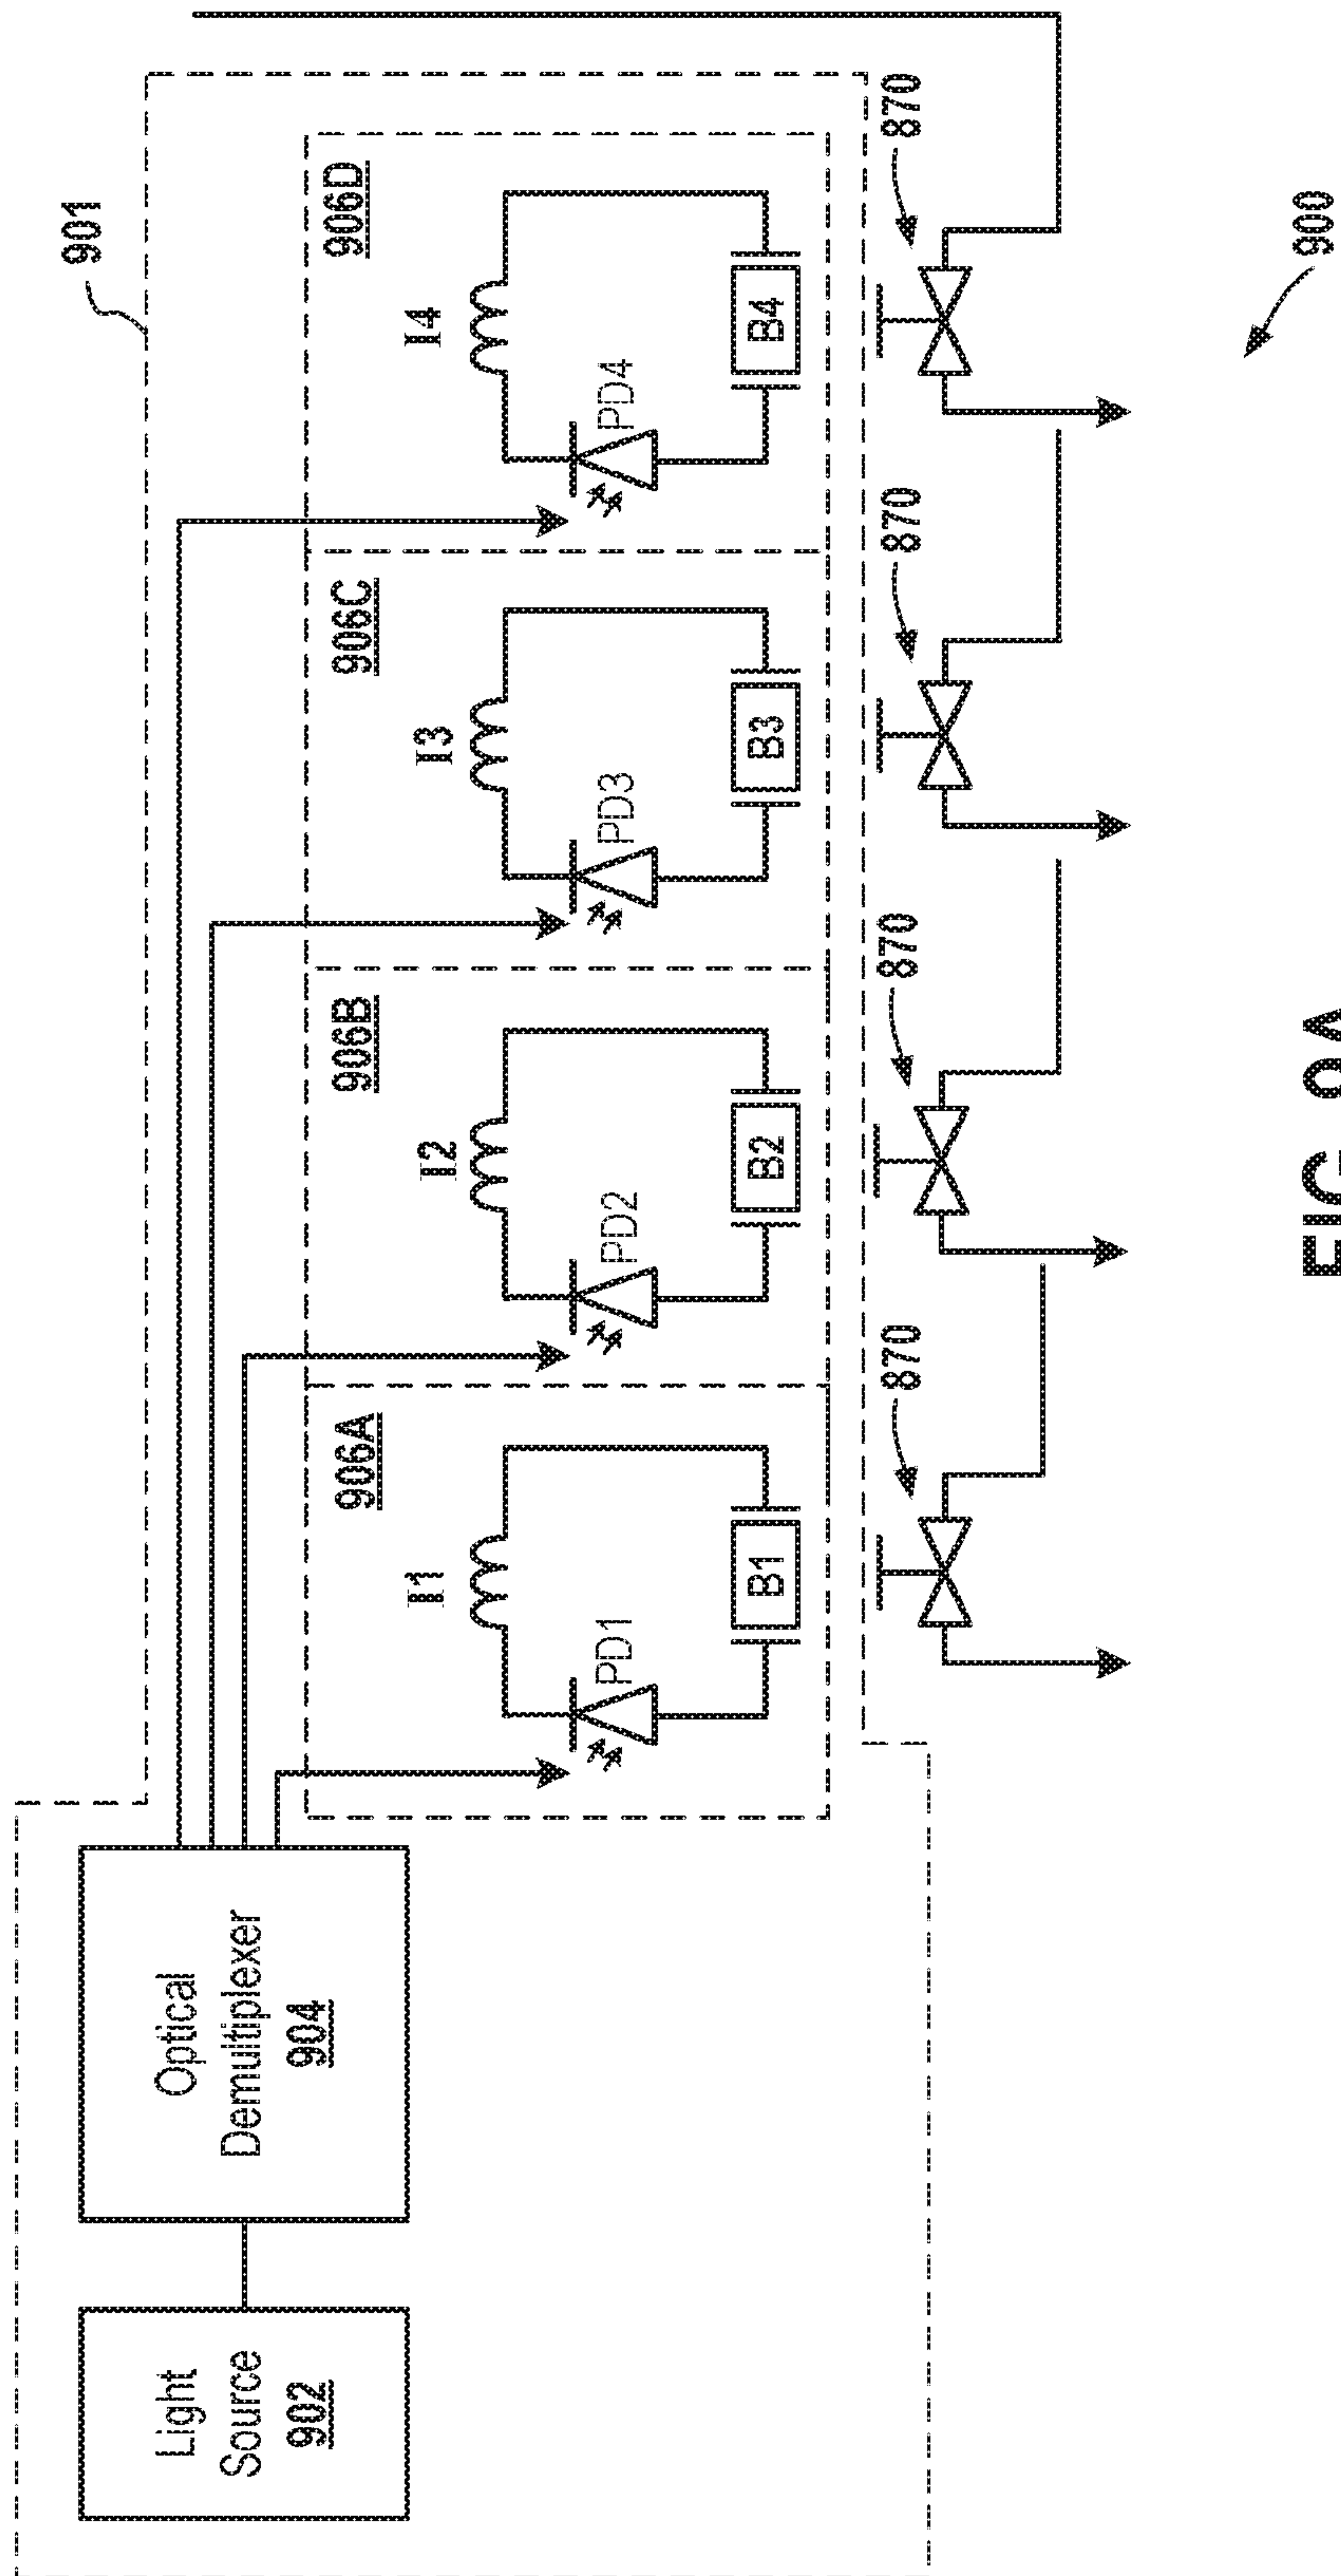 901
Light
Source
902
Optical
Demultiplexer
904
906A
906B
906C
906D
I1
I2
I3
I4
PD1
PD2
PD3
PD4
B1
B2
B3
B4
870
870
870
870
900